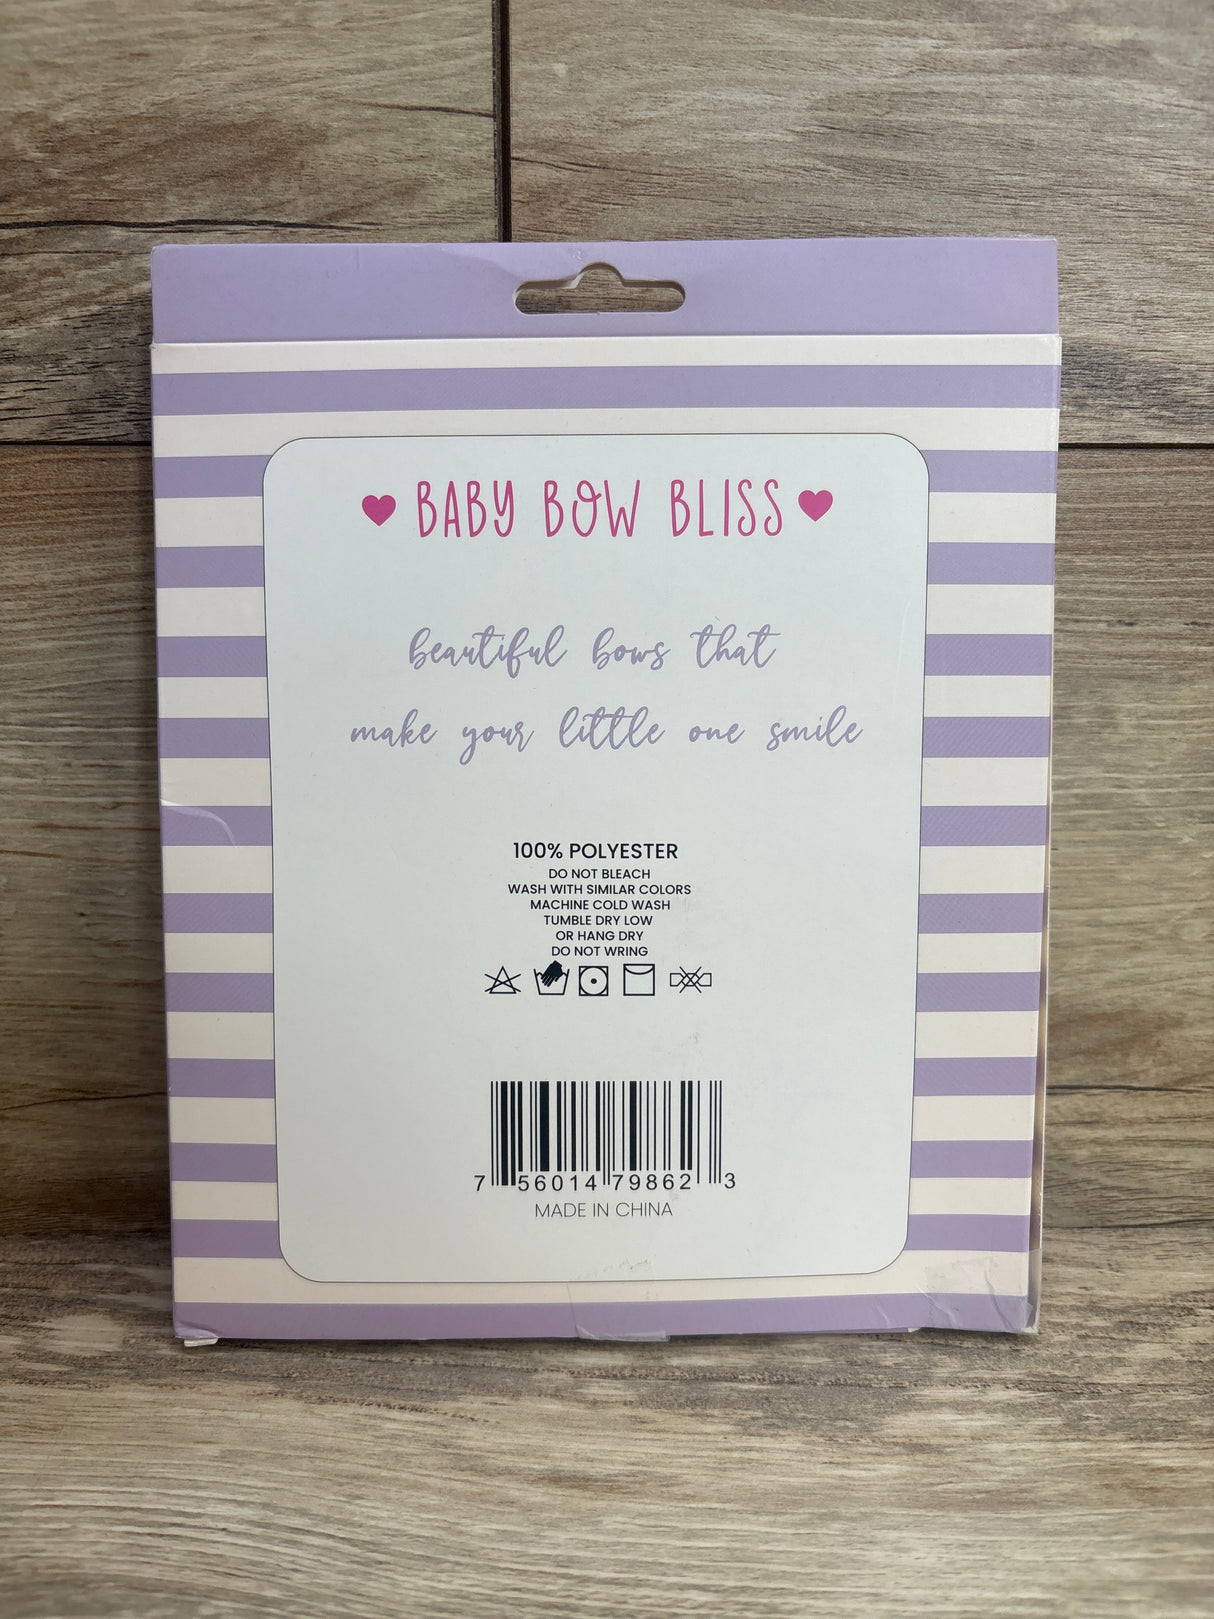 BABY BOW BLISS
beautiful bows that
make your little one smile
100% POLYESTER
DO NOT BLEACH
WASH WITH SIMILAR COLORS
MACHINE COLD WASH
TUMBLE DRY LOW
OR HANG DRY
DO NOT WRING
7 56014 79862 3
MADE IN CHINA